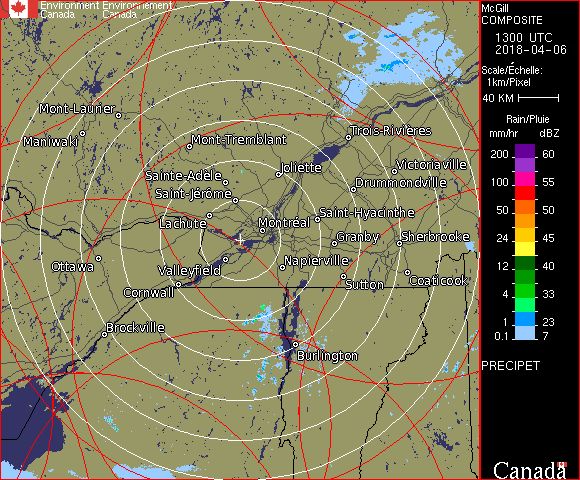 Environment Environnement
Canada Canada
McGill
COMPOSITE
1300 UTC
2018-04-06
Scale/Échelle:
1km/Pixel
40 KM
Rain/Pluie
mm/hr dBZ
200 60
100 55
50 50
24 45
12 40
4 33
1 23
0.1 7
PRECIPET
Canada
Mont-Laurier
Maniwaki
Mont-Tremblant
Trois-Rivières
Sainte-Adèle
Joliette
Victoriaville
Saint-Jérôme
Drummondville
Lachute
Montréal
Saint-Hyacinthe
Granby
Sherbrooke
Ottawa
Valleyfield
Napierville
Cornwall
Sutton
Coaticook
Brockville
Burlington